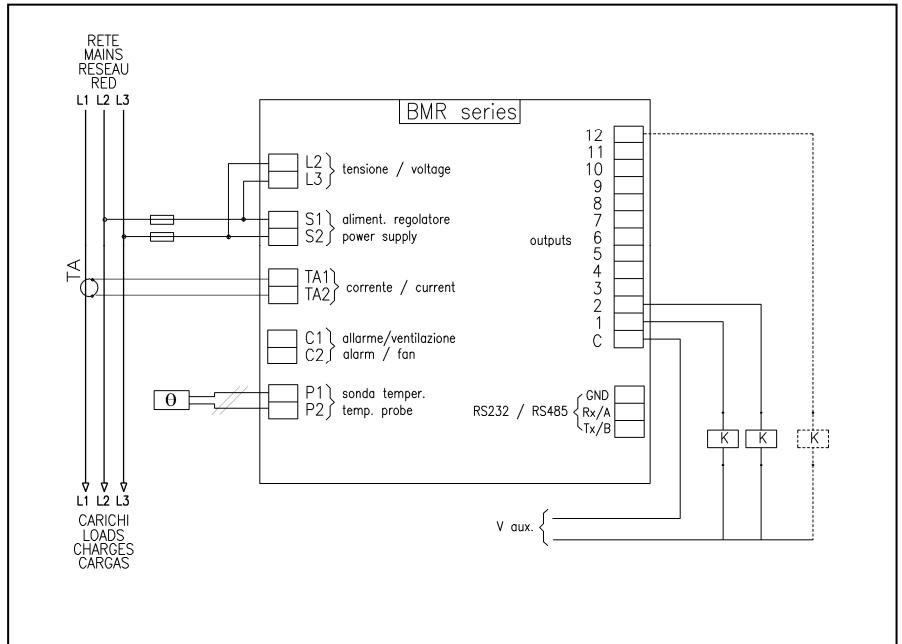 RETE
MAINS
RESEAU
RED
L1 L2 L3
BMR series
L2
L3
tensione / voltage
S1
S2
aliment. regolatore
power supply
TA
TA1
TA2
corrente / current
C1
C2
allarme/ventilazione
alarm / fan
θ
P1
P2
sonda temper.
temp. probe
12
11
10
9
8
7
6
5
4
3
2
1
C
outputs
RS232 / RS485
GND
Rx/A
Tx/B
K K K
V aux.
L1 L2 L3
CARICHI
LOADS
CHARGES
CARGAS